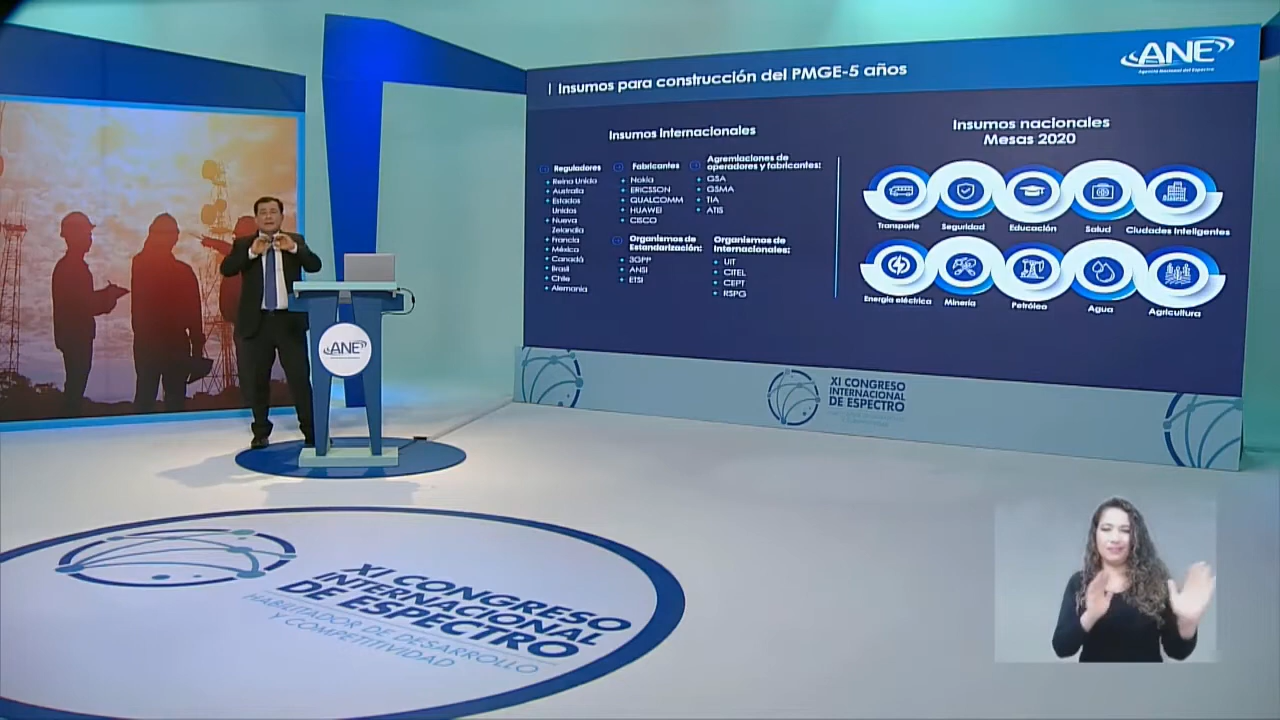 | Insumos para construcción del PMGE-5 años
ANE
Agencia Nacional del Espectro
Insumos Internacionales
Reguladores
Reino Unido
Australia
Estados
Unidos
Nueva
Zelandia
Francia
México
Canadá
Brasil
Chile
Alemania
Fabricantes
Nokia
ERICSSON
QUALCOMM
HUAWEI
CISCO
Agremiaciones de
operadores y fabricantes:
GSA
GSMA
TIA
ATIS
Organismos de
Estandarización:
3GPP
ANSI
ETSI
Organismos de
Internacionales:
UIT
CITEL
CEPT
RSPG
Insumos nacionales
Mesas 2020
Transporte
Seguridad
Educación
Salud
Ciudades Inteligentes
Energía eléctrica
Minería
Petróleo
Agua
Agricultura
ANE
XI CONGRESO
INTERNACIONAL
DE ESPECTRO
XI CONGRESO
INTERNACIONAL
DE ESPECTRO
HABILITADOR DE DESARROLLO
Y COMPETITIVIDAD